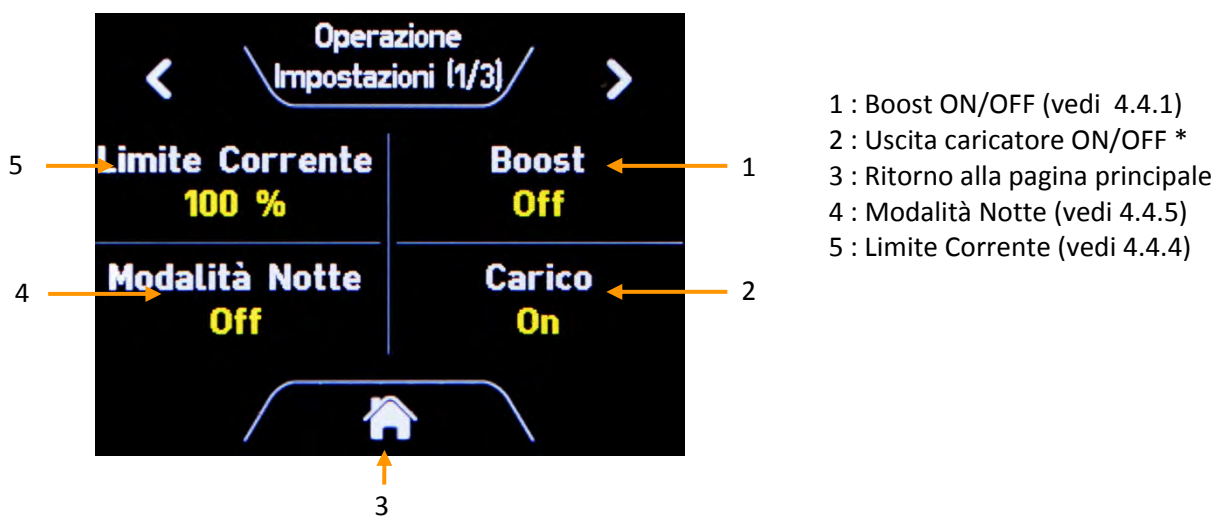 Operazione
Impostazioni (1/3)
5
Limite Corrente
100 %
Boost
Off
1
4
Modalità Notte
Off
Carico
On
2
3
1 : Boost ON/OFF (vedi 4.4.1)
2 : Uscita caricatore ON/OFF *
3 : Ritorno alla pagina principale
4 : Modalità Notte (vedi 4.4.5)
5 : Limite Corrente (vedi 4.4.4)